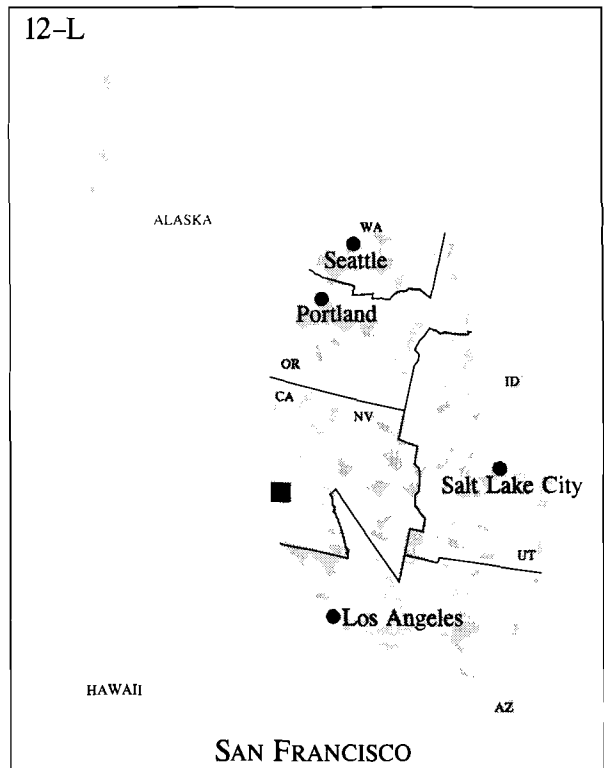 12-L
ALASKA
WA
Seattle
Portland
OR
CA
NV
ID
Salt Lake City
UT
Los Angeles
HAWAII
AZ
SAN FRANCISCO